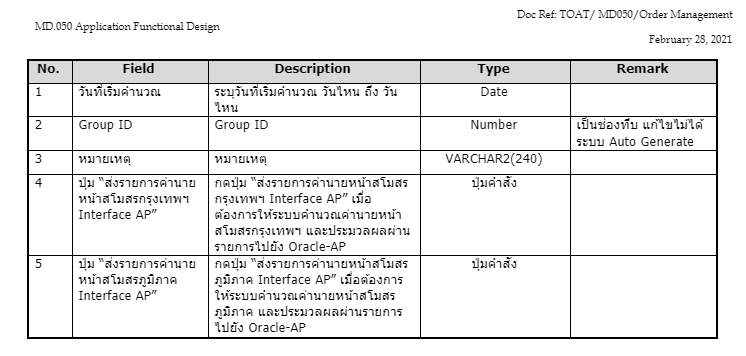 Doc Ref: TOAT/ MD050/Order Management
MD.050 Application Functional Design
February 28, 2021
No. Field Description Type Remark
1 วันที่เริ่มคำนวณ ระบุวันที่เริ่มคำนวณ วันไหน ถึง วัน Date
ไหน
2 Group ID Group ID Number เป็นช่องทึบ แก้ไขไม่ได้
ระบบ Auto Generate
3 หมายเหตุ หมายเหตุ VARCHAR2(240)
4 ปุ่ม “ส่งรายการค่านาย กดปุ่ม “ส่งรายการค่านายหน้าสโมสร ปุ่มคำสั่ง
หน้าสโมสรกรุงเทพฯ กรุงเทพฯ Interface AP” เมื่อ
Interface AP” ต้องการให้ระบบคำนวณค่านายหน้า
สโมสรกรุงเทพฯ และประมวลผลผ่าน
รายการไปยัง Oracle-AP
5 ปุ่ม “ส่งรายการค่านาย กดปุ่ม “ส่งรายการค่านายหน้าสโมสร ปุ่มคำสั่ง
หน้าสโมสรภูมิภาค ภูมิภาค Interface AP” เมื่อต้องการ
Interface AP” ให้ระบบคำนวณค่านายหน้าสโมสร
ภูมิภาค และประมวลผลผ่านรายการ
ไปยัง Oracle-AP